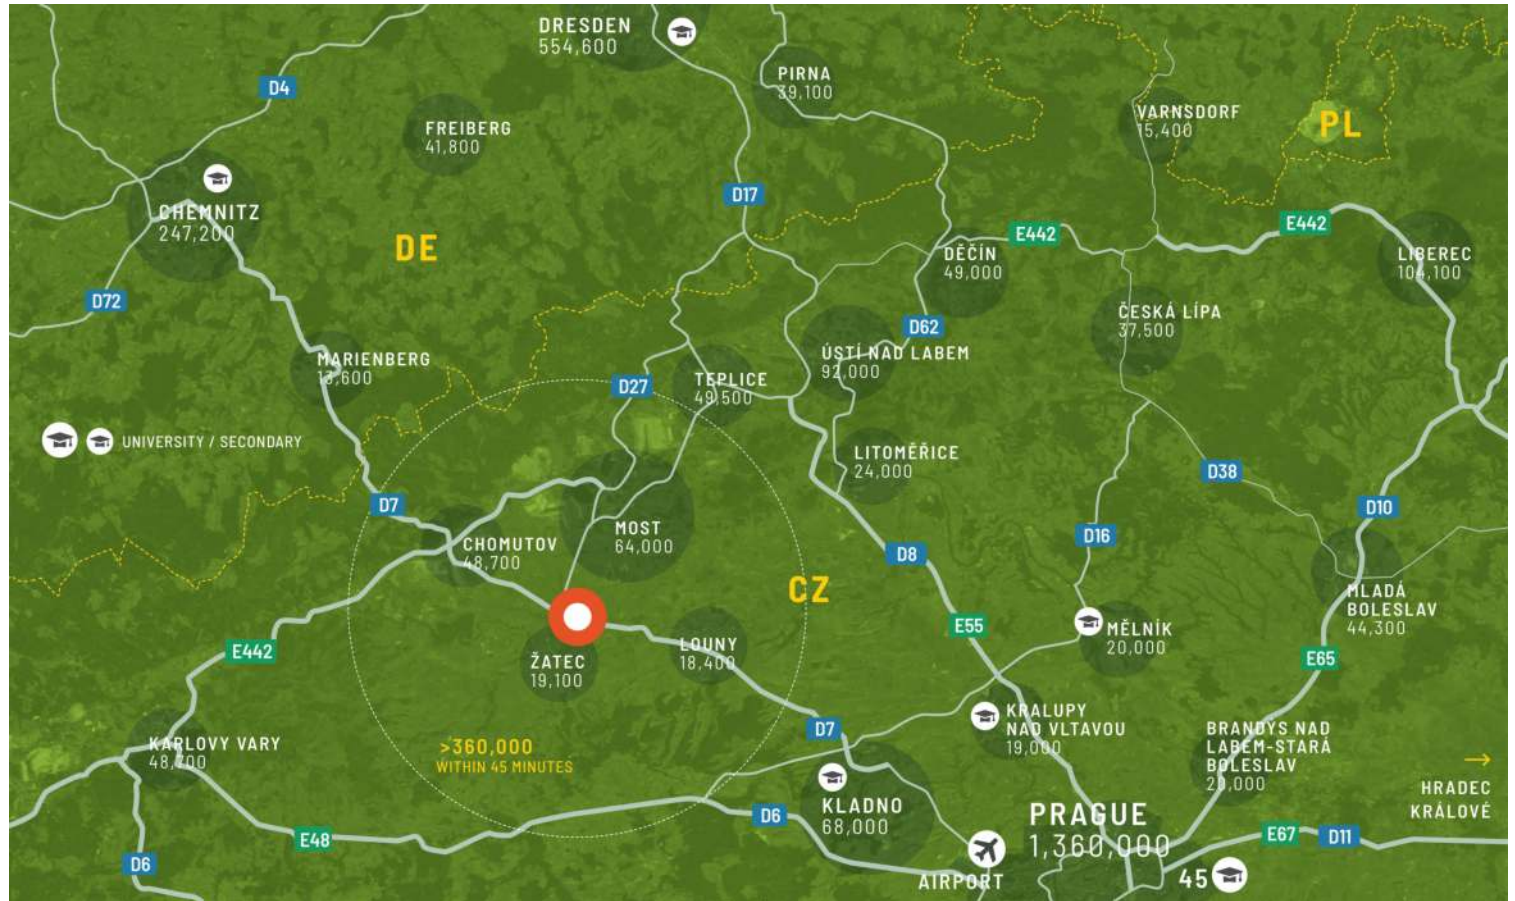 DRESDEN
554,600
PIRNA
39,100
D4
FREIBERG
41,800
VARNSDORF
15,400
PL
D17
CHEMNITZ
247,200
DE
E442
E442
DĚČÍN
49,000
LIBEREC
104,100
D72
ČESKÁ LÍPA
37,500
D62
ÚSTÍ NAD LABEM
92,000
MARIENBERG
13,600
D27
TEPLICE
49,500
UNIVERSITY / SECONDARY
LITOMĚŘICE
24,000
D38
D7
D10
MOST
64,000
CHOMUTOV
48,700
D8
D16
CZ
MLADÁ
BOLESLAV
44,300
E55
MĚLNÍK
20,000
E442
LOUNY
18,400
ŽATEC
19,100
E65
KRALUPY
NAD VLTAVOU
19,000
D7
BRANDYS NAD
LABEM-STARÁ
BOLESLAV
20,000
KARLOVY VARY
48,700
>360,000
WITHIN 45 MINUTES
→
HRADEC
KRÁLOVÉ
KLADNO
68,000
D6
PRAGUE
1,360,000
E48
E67
D11
D6
AIRPORT
45